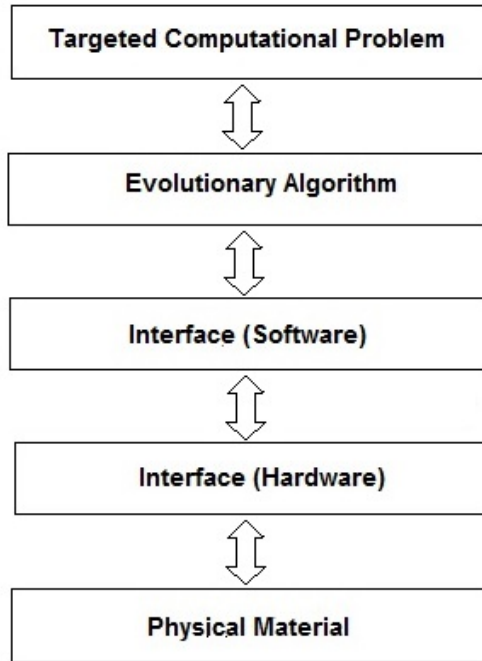 Targeted Computational Problem
Evolutionary Algorithm
Interface (Software)
Interface (Hardware)
Physical Material